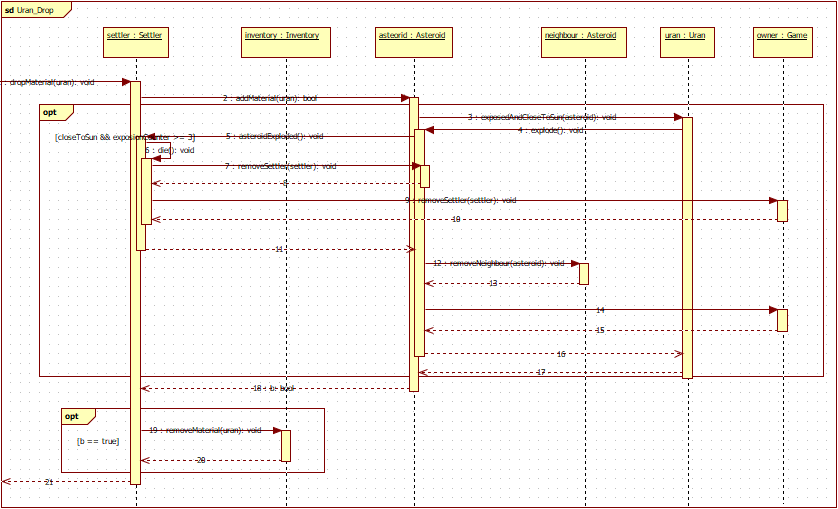 sd Uran_Drop
settler : Settler
inventory : Inventory
asteorid : Asteroid
neighbour : Asteroid
uran : Uran
owner : Game
: dropMaterial(uran): void
2 : addMaterial(uran): bool
opt
3 : exposedAndCloseToSun(asteroid): void
4 : explode(): void
[closeToSun && exposionCounter >= 3]
5 : asteroidExploded(): void
6 : die(): void
7 : removeSettler(settler): void
8
9 : removeSettler(settler): void
10
11
12 : removeNeighbour(asteroid): void
13
14
15
16
17
18 : b: bool
opt
19 : removeMaterial(uran): void
[b == true]
20
21